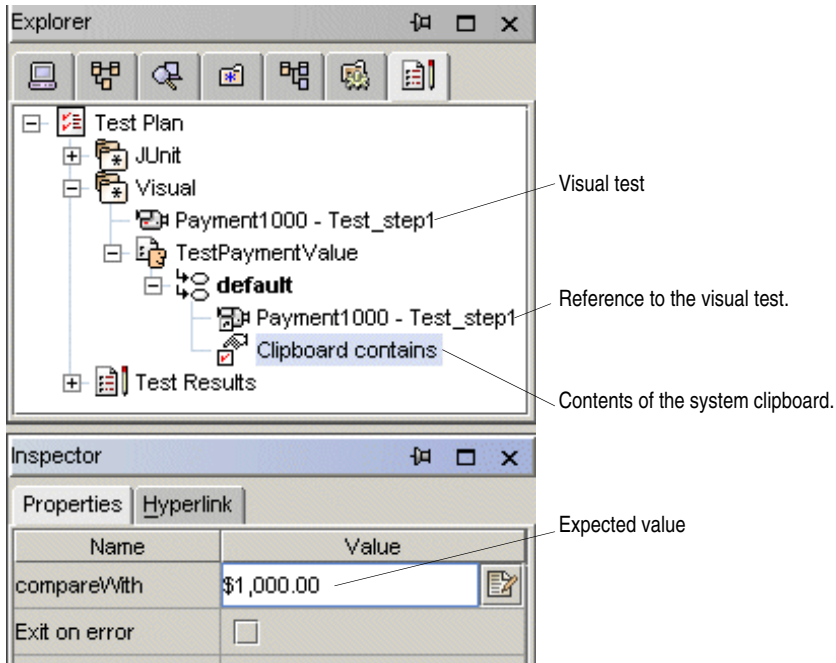 Explorer
Test Plan
JUnit
Visual
Payment1000 - Test_step1
Visual test
TestPaymentValue
default
Payment1000 - Test_step1
Reference to the visual test.
Clipboard contains
Test Results
Contents of the system clipboard.
Inspector
Properties
Hyperlink
Expected value
Name Value
compareWith $1,000.00
Exit on error